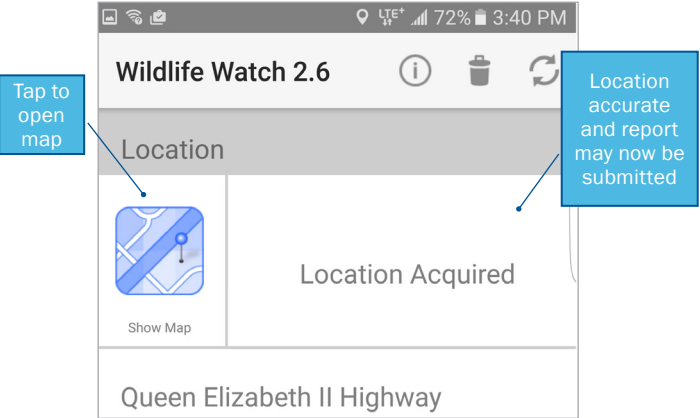 LTE+ 72% 3:40 PM
Wildlife Watch 2.6
Tap to
open
map
Location
accurate
and report
may now be
submitted
Location
Location Acquired
Show Map
Queen Elizabeth II Highway